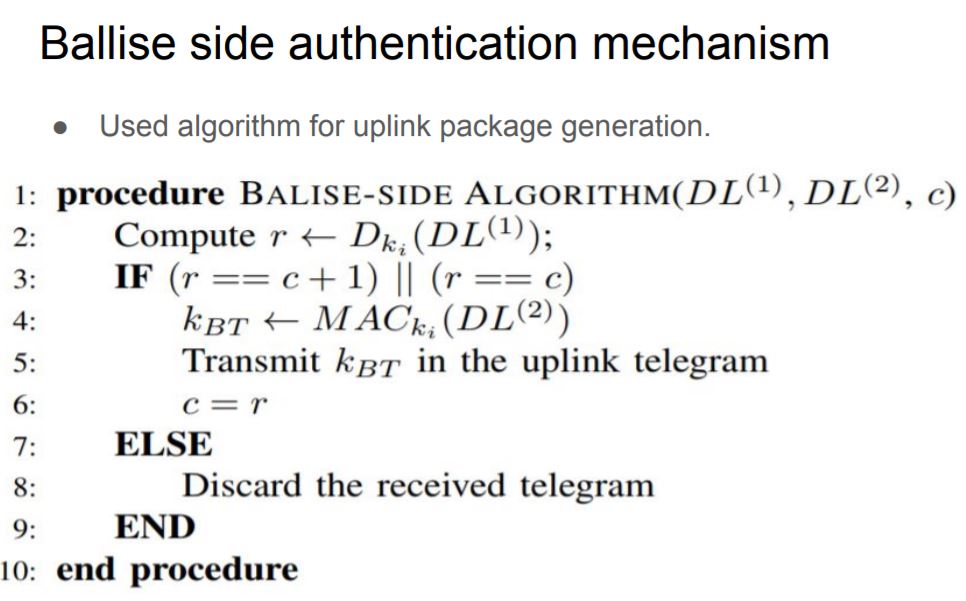 Ballise side authentication mechanism
● Used algorithm for uplink package generation.
1: procedure BALISE-SIDE ALGORITHM(DL^(1), DL^(2), c)
2: Compute r ← D_{k_i}(DL^(1));
3: IF (r == c + 1) || (r == c)
4: k_{BT} ← MAC_{k_i}(DL^(2))
5: Transmit k_{BT} in the uplink telegram
6: c = r
7: ELSE
8: Discard the received telegram
9: END
10: end procedure